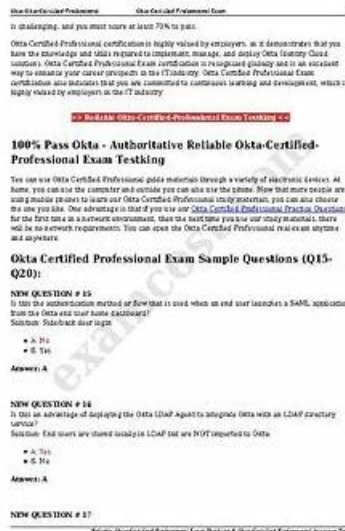 Okta-Certified-Professional Okta-Certified-Professional Exam
is challenging, and you must score at least 70% to pass.
Okta Certified Professional certification is highly valued by employers, as it demonstrates that you
have the knowledge and skills required to implement, manage, and deploy Okta Identity Cloud
solutions. Okta Certified Professional Exam certification is recognized globally and is an excellent
way to enhance your career prospects in the IT industry. Okta Certified Professional Exam
certification also indicates that you are committed to continuous learning and development, which is
highly valued by employers in the IT industry.
>> Reliable Okta-Certified-Professional Exam Testking <<
100% Pass Okta - Authoritative Reliable Okta-Certified-
Professional Exam Testking
You can use Okta Certified Professional guide materials through a variety of electronic devices. At
home, you can use the computer and outside you can also use the phone. Now that more people are
using mobile phones to learn our Okta Certified Professional study materials, you can also choose
the one you like. One advantage is that if you use our Okta Certified Professional Practice Questions
for the first time in a network environment, then the next time you use our study materials, there
will be no network requirements. You can open the Okta Certified Professional real exam anytime
and anywhere.
Okta Certified Professional Exam Sample Questions (Q15-
Q20):
NEW QUESTION # 15
Is this the authentication method or flow that is used when an end user launches a SAML application
from the Okta end user home dashboard?
Solution: Side-back door login
A. No
B. Yes
Answer: A
NEW QUESTION # 16
Is this an advantage of deploying the Okta LDAP Agent to integrate Okta with an LDAP directory
service?
Solution: End users are stored locally in LDAP but are NOT imported to Okta
A. Yes
B. No
Answer: A
NEW QUESTION # 17